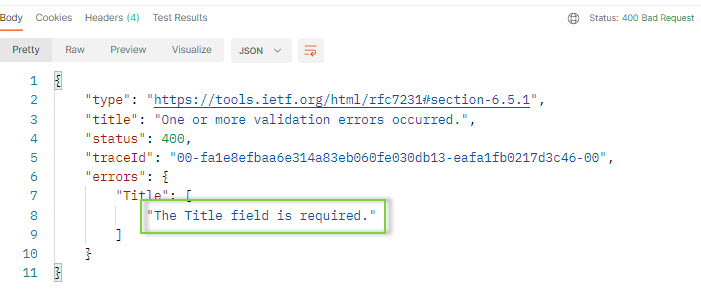 Body Cookies Headers (4) Test Results Status: 400 Bad Request
Pretty Raw Preview Visualize JSON
1 {
2 "type": "https://tools.ietf.org/html/rfc7231#section-6.5.1",
3 "title": "One or more validation errors occurred.",
4 "status": 400,
5 "traceId": "00-fa1e8efbaa6e314a83eb060fe030db13-eafa1fb0217d3c46-00",
6 "errors": {
7 "Title": [
8 "The Title field is required."
9 ]
10 }
11 }